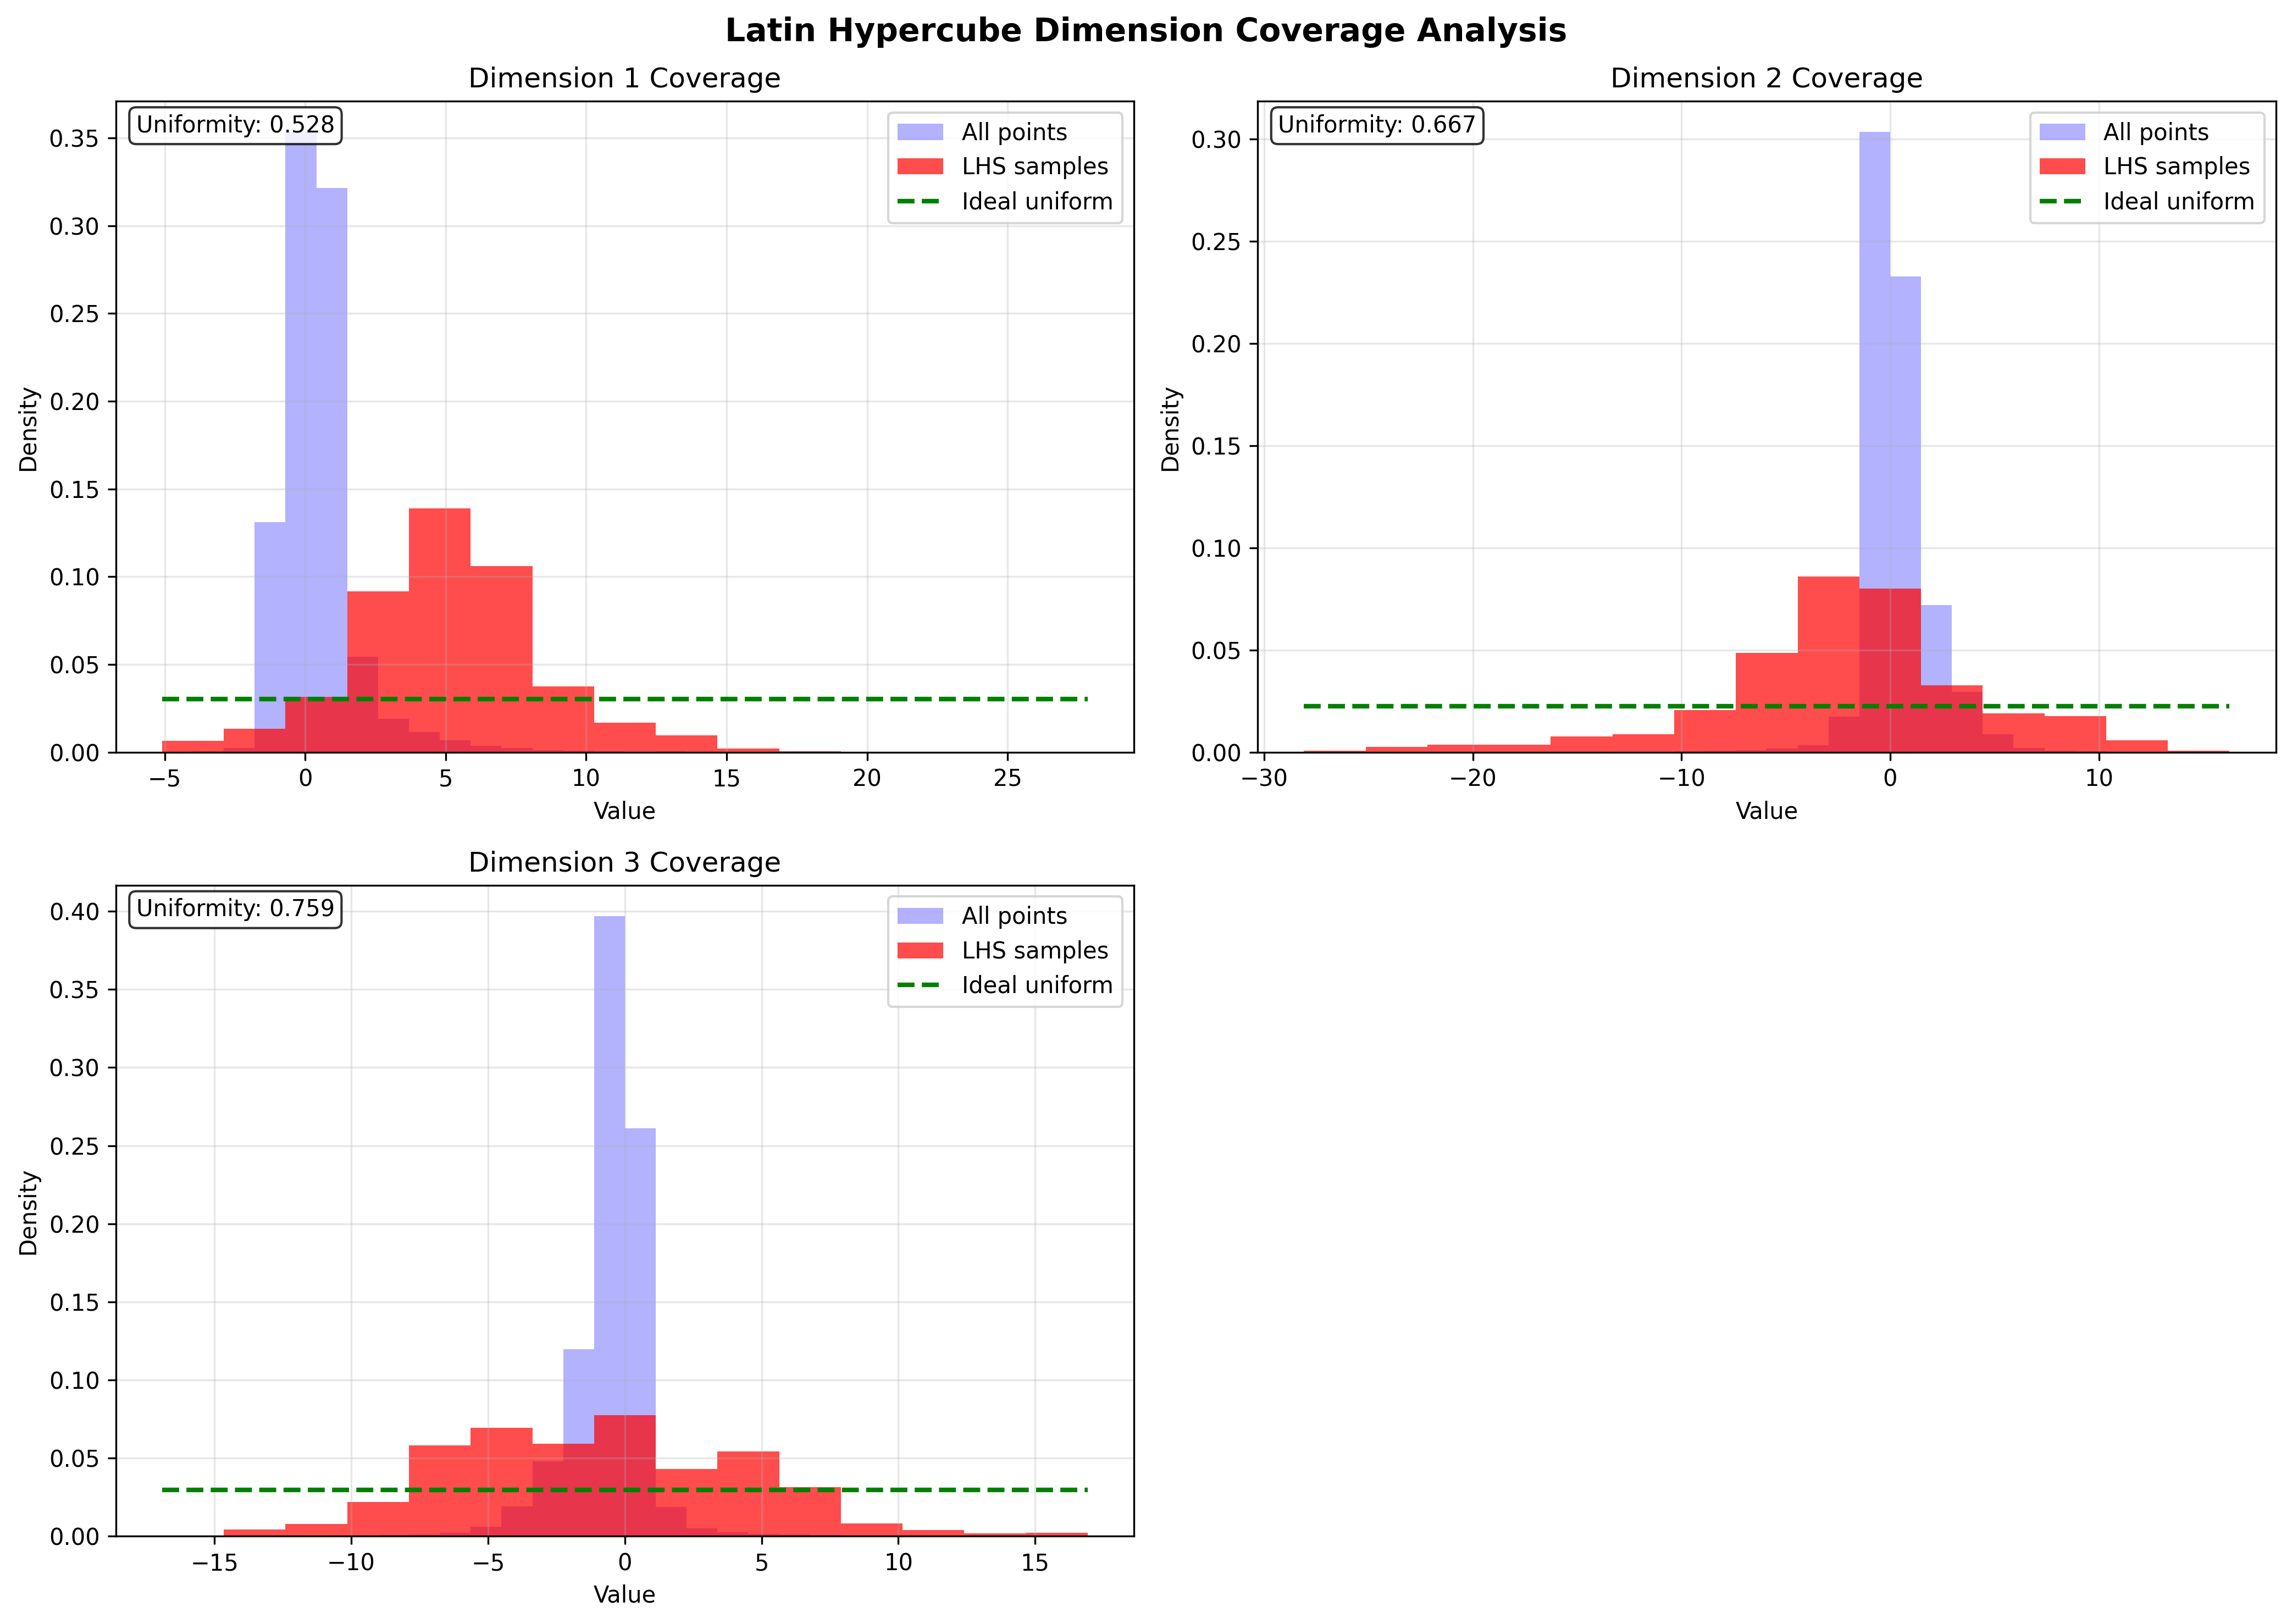 Latin Hypercube Dimension Coverage Analysis
Dimension 1 Coverage
Uniformity: 0.528
All points
LHS samples
Ideal uniform
Density
0.35
0.30
0.25
0.20
0.15
0.10
0.05
0.00
−5 0 5 10 15 20 25
Value
Dimension 2 Coverage
Uniformity: 0.667
All points
LHS samples
Ideal uniform
Density
0.30
0.25
0.20
0.15
0.10
0.05
0.00
−30 −20 −10 0 10
Value
Dimension 3 Coverage
Uniformity: 0.759
All points
LHS samples
Ideal uniform
Density
0.40
0.35
0.30
0.25
0.20
0.15
0.10
0.05
0.00
−15 −10 −5 0 5 10 15
Value